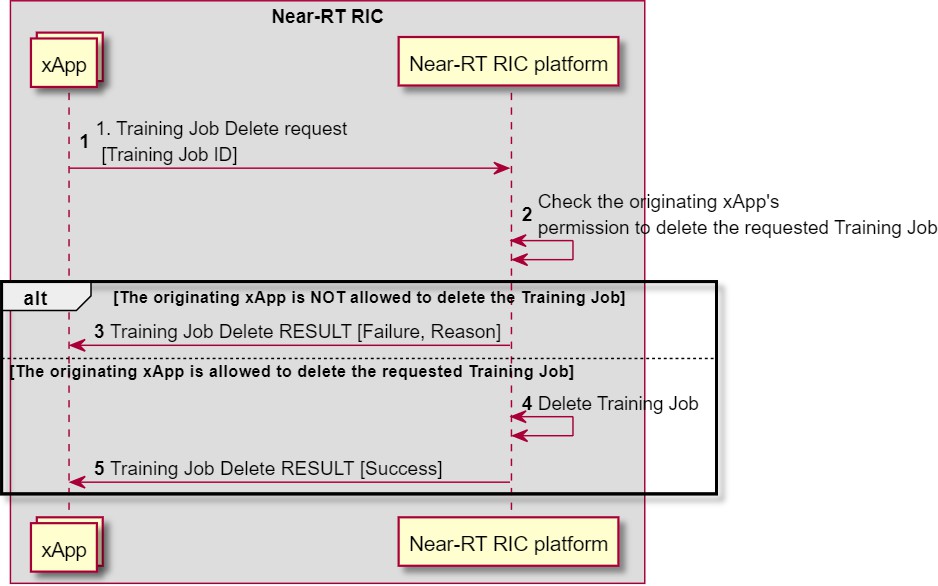 Near-RT RIC
xApp
Near-RT RIC platform
1 1. Training Job Delete request
[Training Job ID]
2 Check the originating xApp's
permission to delete the requested Training Job
alt [The originating xApp is NOT allowed to delete the Training Job]
3 Training Job Delete RESULT [Failure, Reason]
[The originating xApp is allowed to delete the requested Training Job]
4 Delete Training Job
5 Training Job Delete RESULT [Success]
xApp
Near-RT RIC platform